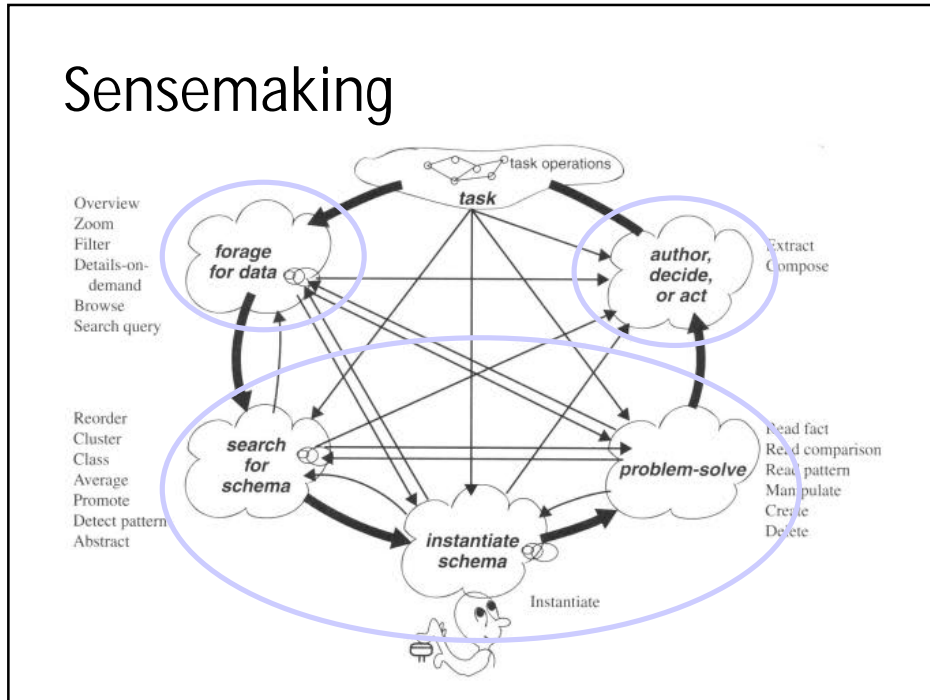 Sensemaking
task operations
task
Overview
Zoom
Filter
Details-on-
demand
Browse
Search query
forage
for data
author,
decide,
or act
Extract
Compose
Reorder
Cluster
Class
Average
Promote
Detect pattern
Abstract
search
for
schema
problem-solve
Read fact
Read comparison
Read pattern
Manipulate
Create
Delete
instantiate
schema
Instantiate